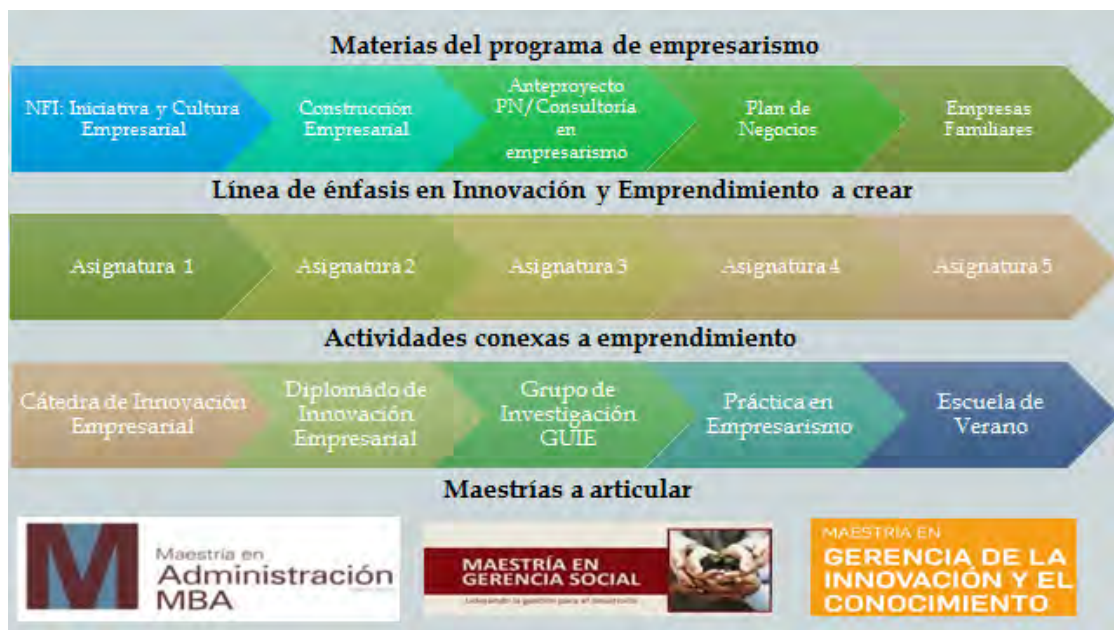 Materias del programa de empresarismo
NFI: Iniciativa y Cultura
Empresarial
Construcción
Empresarial
Anteproyecto
PN/Consultoría
en
empresarismo
Plan de
Negocios
Empresas
Familiares
Línea de énfasis en Innovación y Emprendimiento a crear
Asignatura 1
Asignatura 2
Asignatura 3
Asignatura 4
Asignatura 5
Actividades conexas a emprendimiento
Cátedra de Innovación
Empresarial
Diplomado de
Innovación
Empresarial
Grupo de
Investigación
GUIE
Práctica en
Empresarismo
Escuela de
Verano
Maestrías a articular
M
Maestría en
Administración
MBA
MAESTRÍA EN
GERENCIA SOCIAL
MAESTRÍA EN
GERENCIA DE LA
INNOVACIÓN Y EL
CONOCIMIENTO